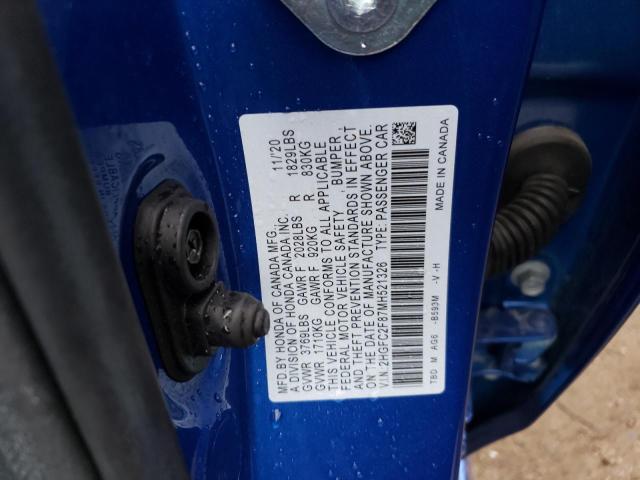 MFD.BY HONDA OF CANADA MFG. 11/20
A DIVISION OF HONDA CANADA INC.
GVWR 3769LBS GAWR F 2028LBS R 1829LBS
GVWR 1710KG GAWR F 920KG R 830KG
THIS VEHICLE CONFORMS TO ALL APPLICABLE
FEDERAL MOTOR VEHICLE SAFETY, BUMPER,
AND THEFT PREVENTION STANDARDS IN EFFECT
ON THE DATE OF MANUFACTURE SHOWN ABOVE.
V.I.N. 2HGFC2F87MH521326 TYPE: PASSENGER CAR
TBD M AG6 -B593M -V-H
MADE IN CANADA